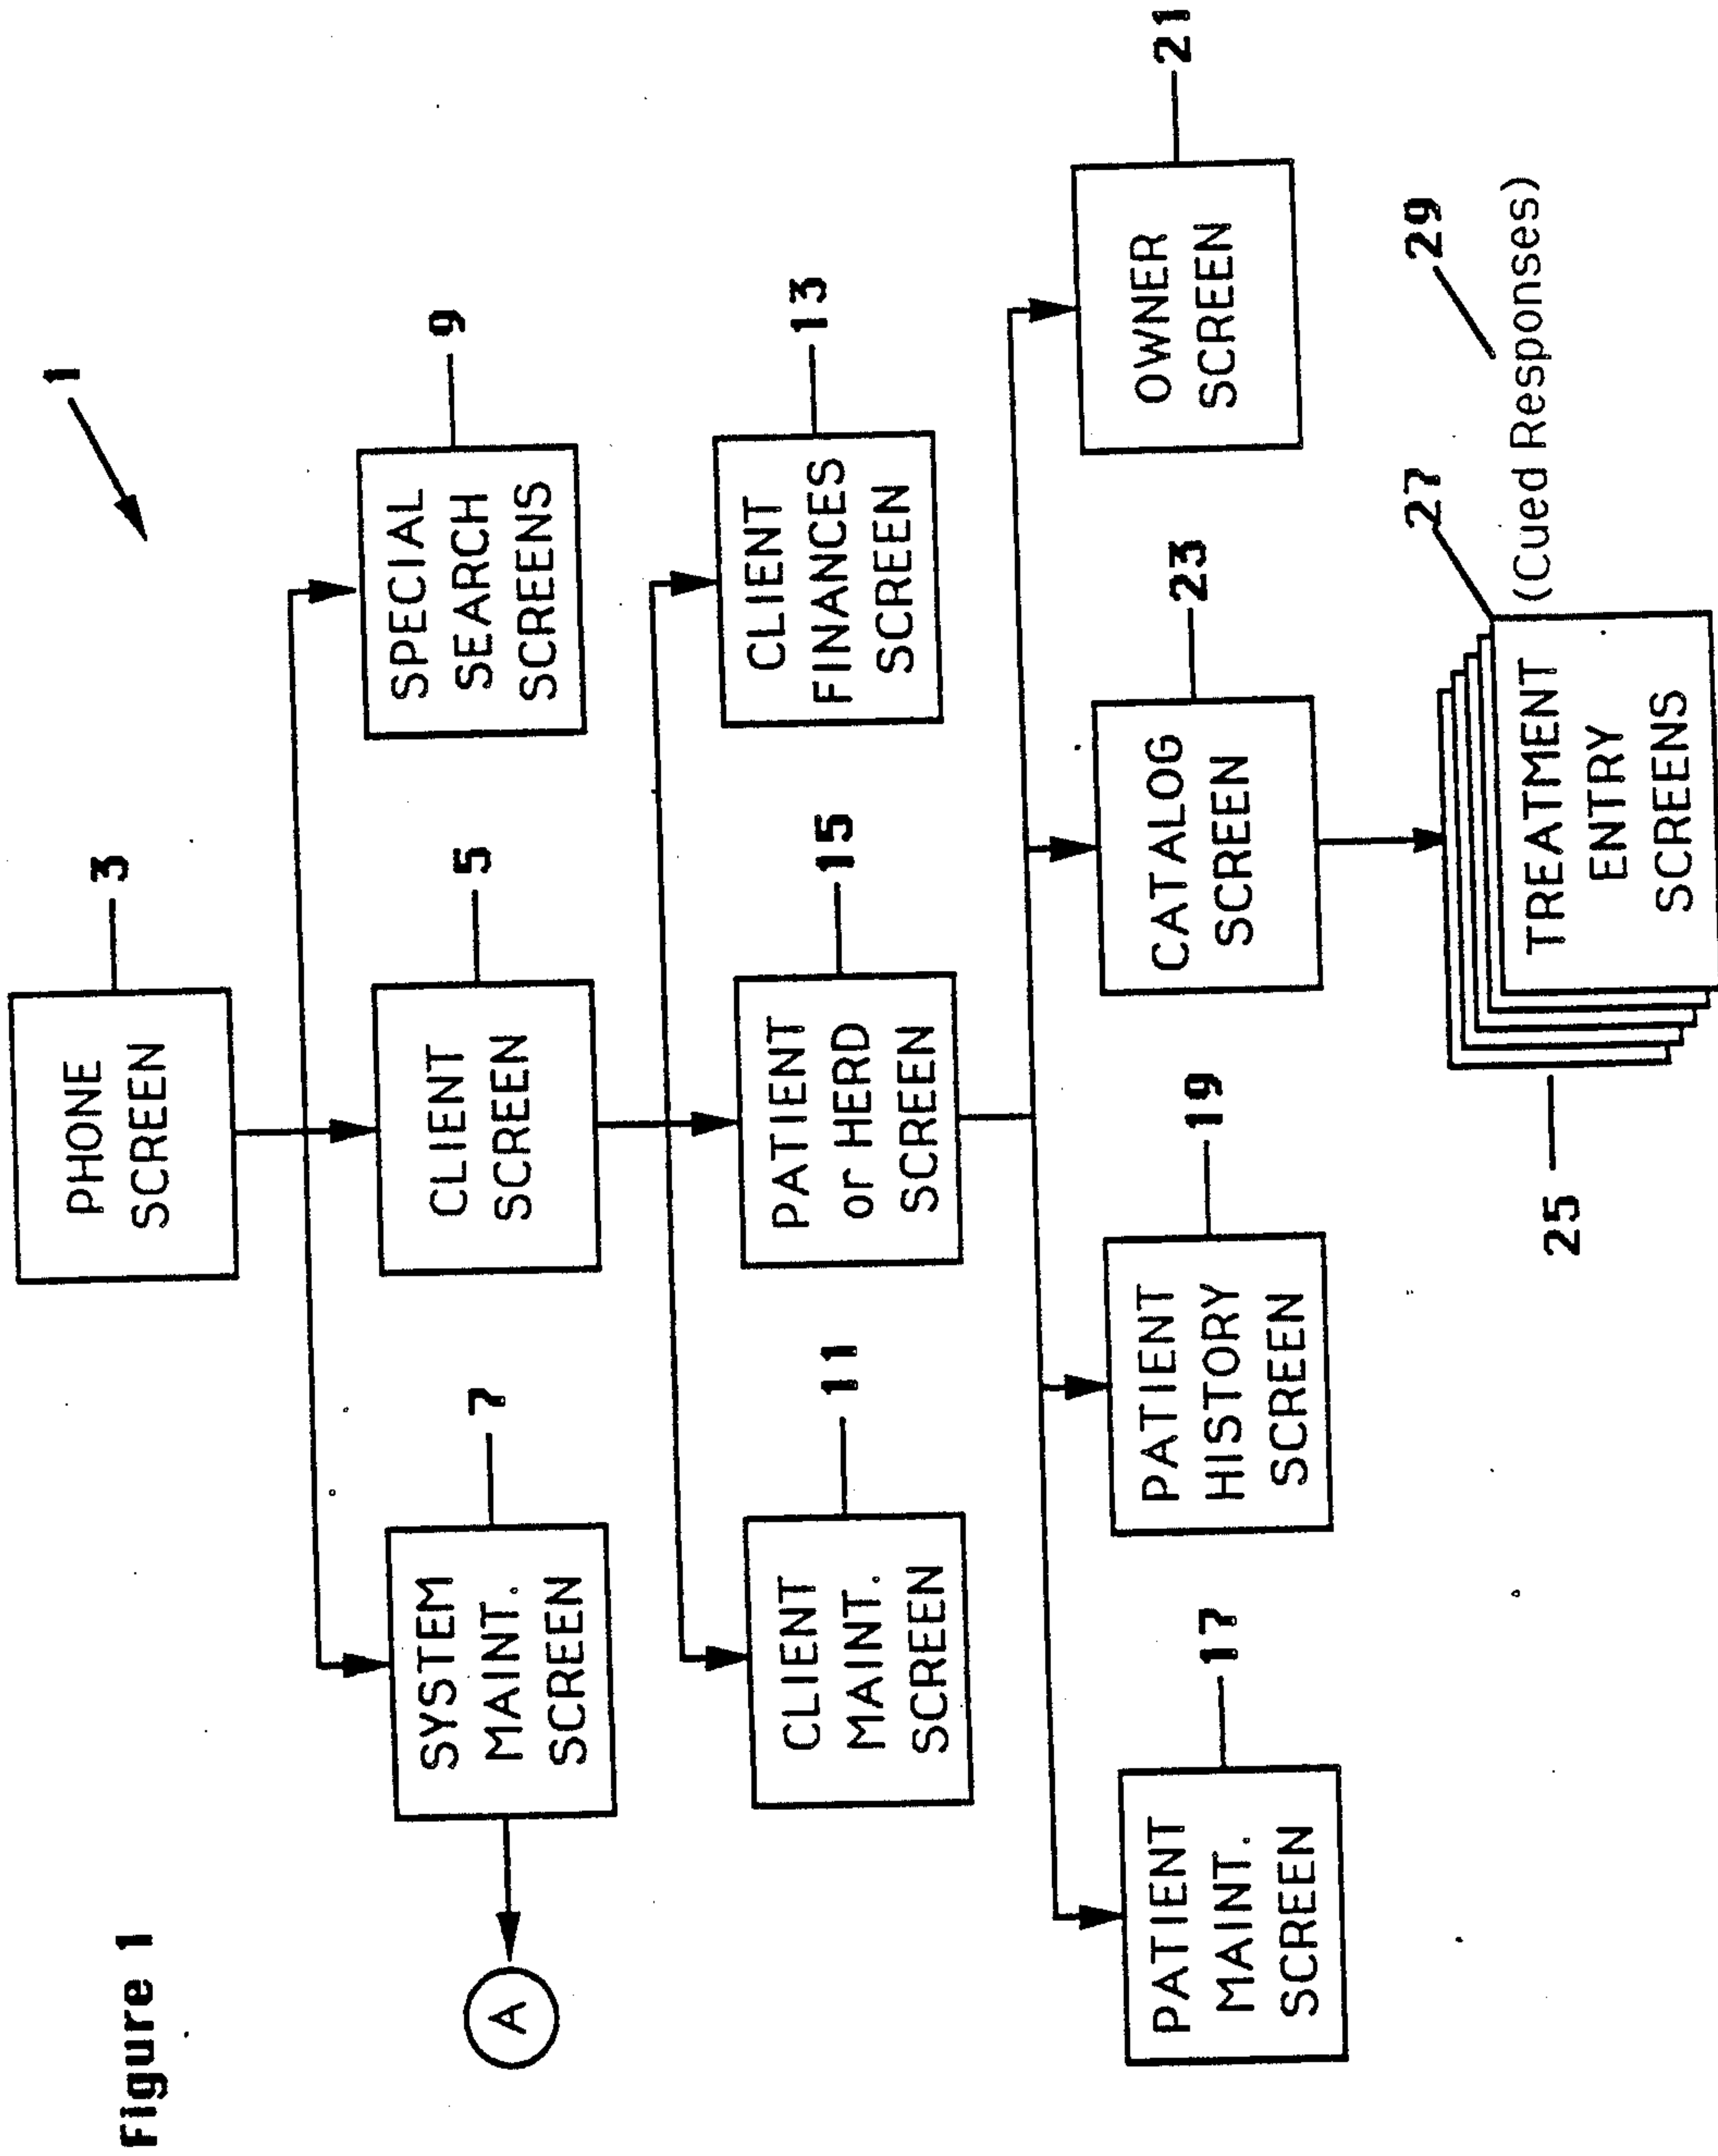 Figure 1
1
PHONE
SCREEN
3
SYSTEM
MAINT.
SCREEN
7
CLIENT
SCREEN
5
SPECIAL
SEARCH
SCREENS
9
A
CLIENT
MAINT.
SCREEN
11
PATIENT
or HERD
SCREEN
15
CLIENT
FINANCES
SCREEN
13
PATIENT
MAINT.
SCREEN
17
PATIENT
HISTORY
SCREEN
19
CATALOG
SCREEN
23
OWNER
SCREEN
21
25
TREATMENT
ENTRY
SCREENS
27
29
(Cued Responses)